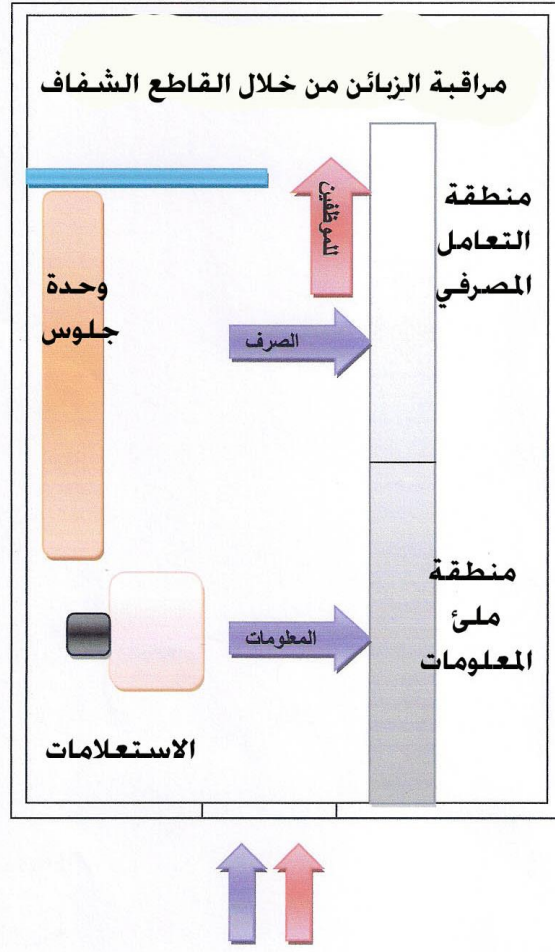 مراقبة الزبائن من خلال القاطع الشفاف
منطقة
التعامل
المصرفي
للموظفين
وحدة
جلوس
الصرف
منطقة
ملئ
المعلومات
المعلومات
الاستعلامات